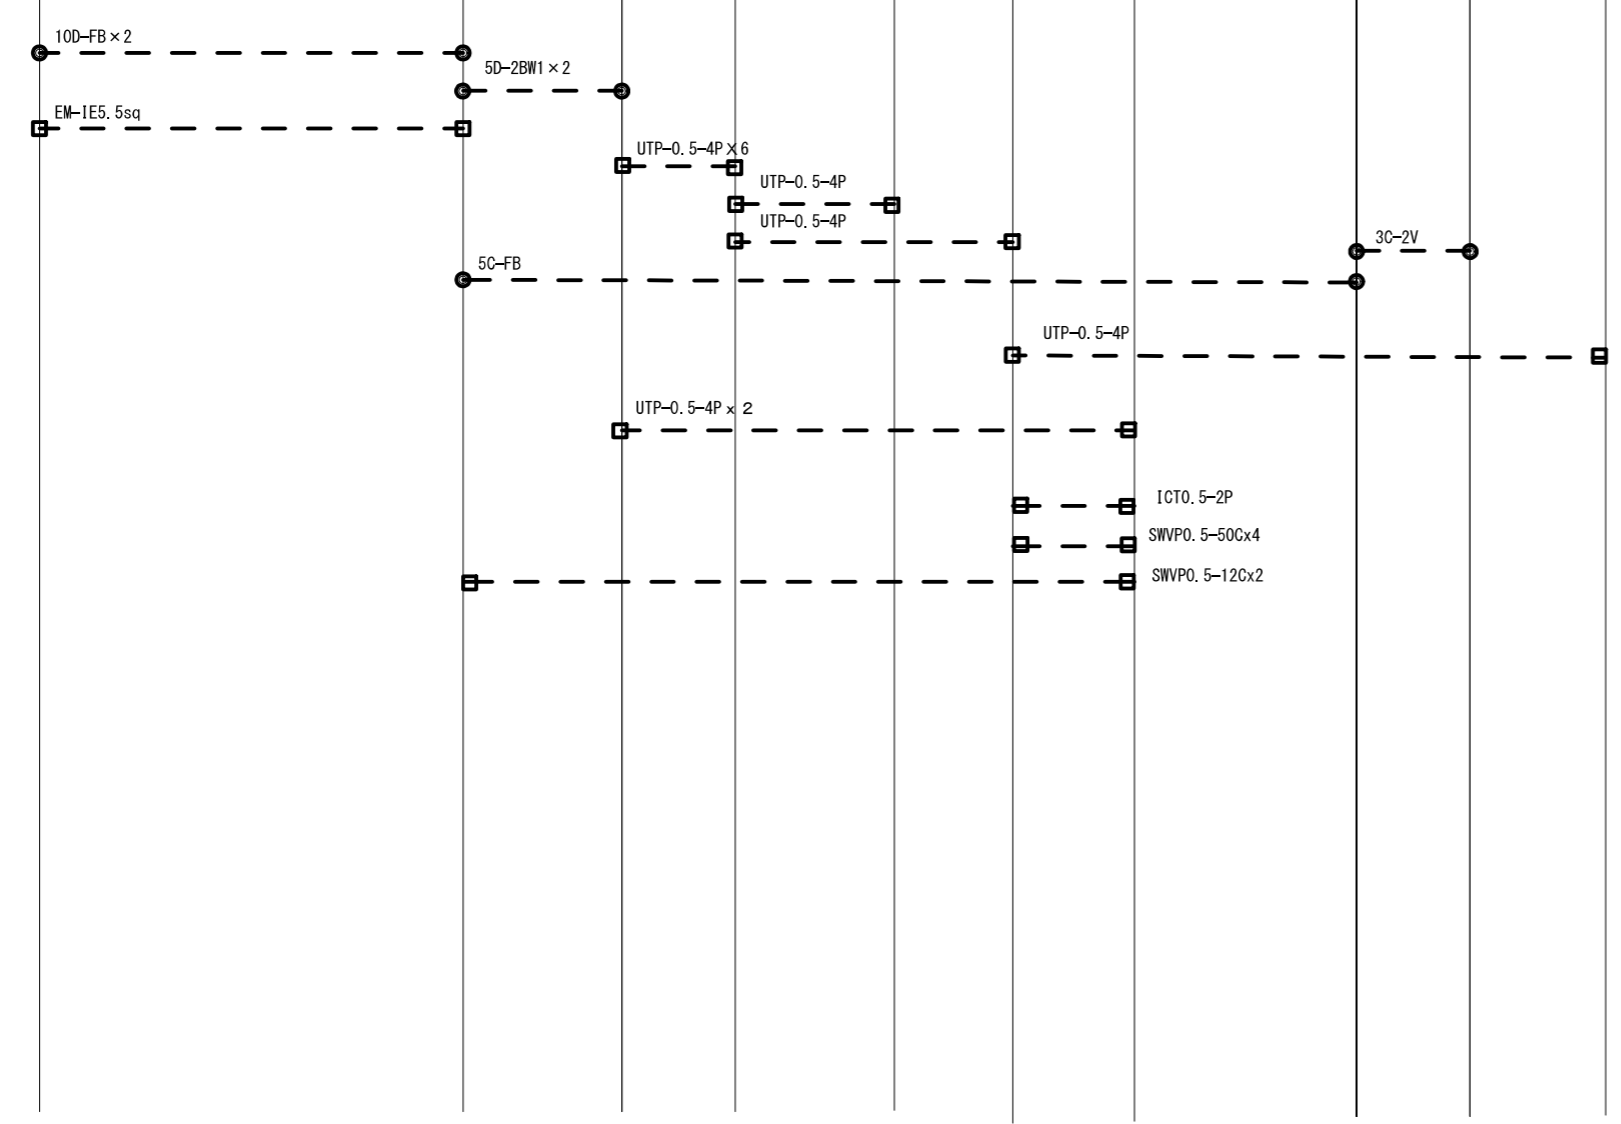 10D-FB×2
5D-2BW1×2
EM-IE5.5sq
UTP-0.5-4P×6
UTP-0.5-4P
UTP-0.5-4P
3C-2V
5C-FB
UTP-0.5-4P
UTP-0.5-4Pｘ２
ICT0.5-2P
SWVP0.5-50Cx4
SWVP0.5-12Cx2